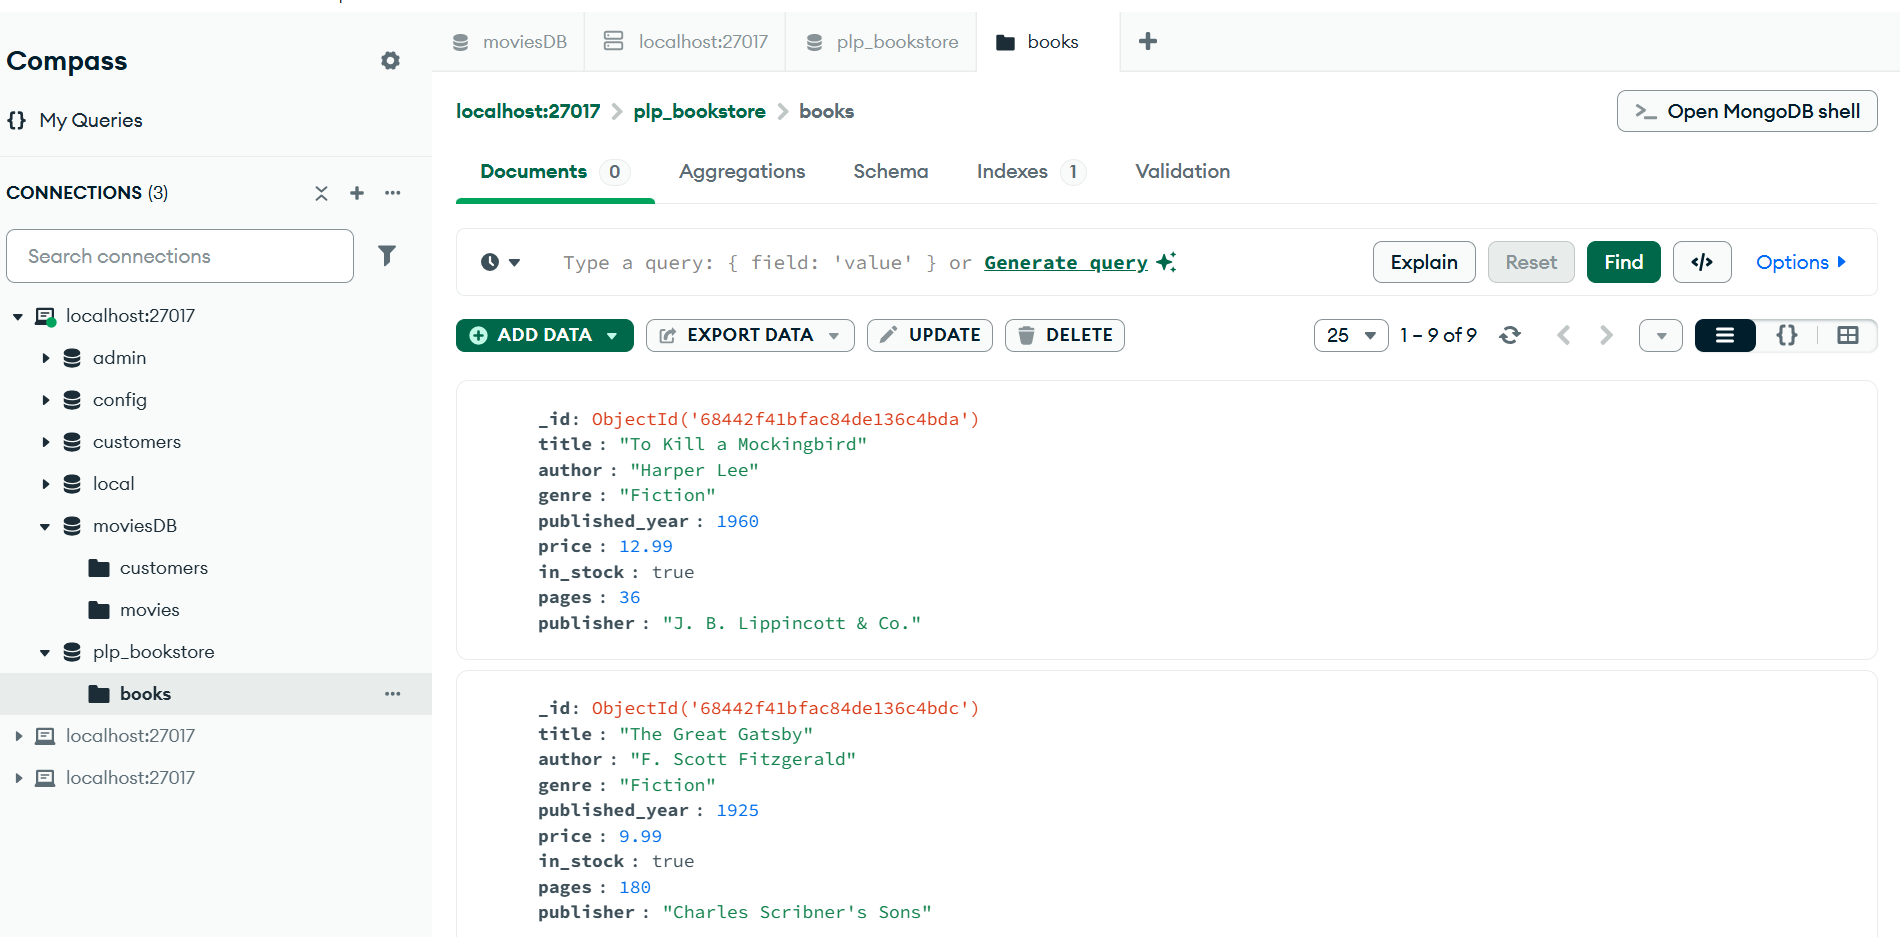 Compass
{} My Queries
CONNECTIONS (3)
Search connections
localhost:27017
admin
config
customers
local
moviesDB
customers
movies
plp_bookstore
books
localhost:27017
localhost:27017
moviesDB
localhost:27017
plp_bookstore
books
localhost:27017 > plp_bookstore > books
>_ Open MongoDB shell
Documents 0
Aggregations
Schema
Indexes 1
Validation
Type a query: { field: 'value' } or Generate query
Explain
Reset
Find
</>
Options
ADD DATA
EXPORT DATA
UPDATE
DELETE
25
1 – 9 of 9
{}
_id: ObjectId('68442f41bfac84de136c4bda')
title : "To Kill a Mockingbird"
author : "Harper Lee"
genre : "Fiction"
published_year : 1960
price : 12.99
in_stock : true
pages : 36
publisher : "J. B. Lippincott & Co."
_id: ObjectId('68442f41bfac84de136c4bdc')
title : "The Great Gatsby"
author : "F. Scott Fitzgerald"
genre : "Fiction"
published_year : 1925
price : 9.99
in_stock : true
pages : 180
publisher : "Charles Scribner's Sons"